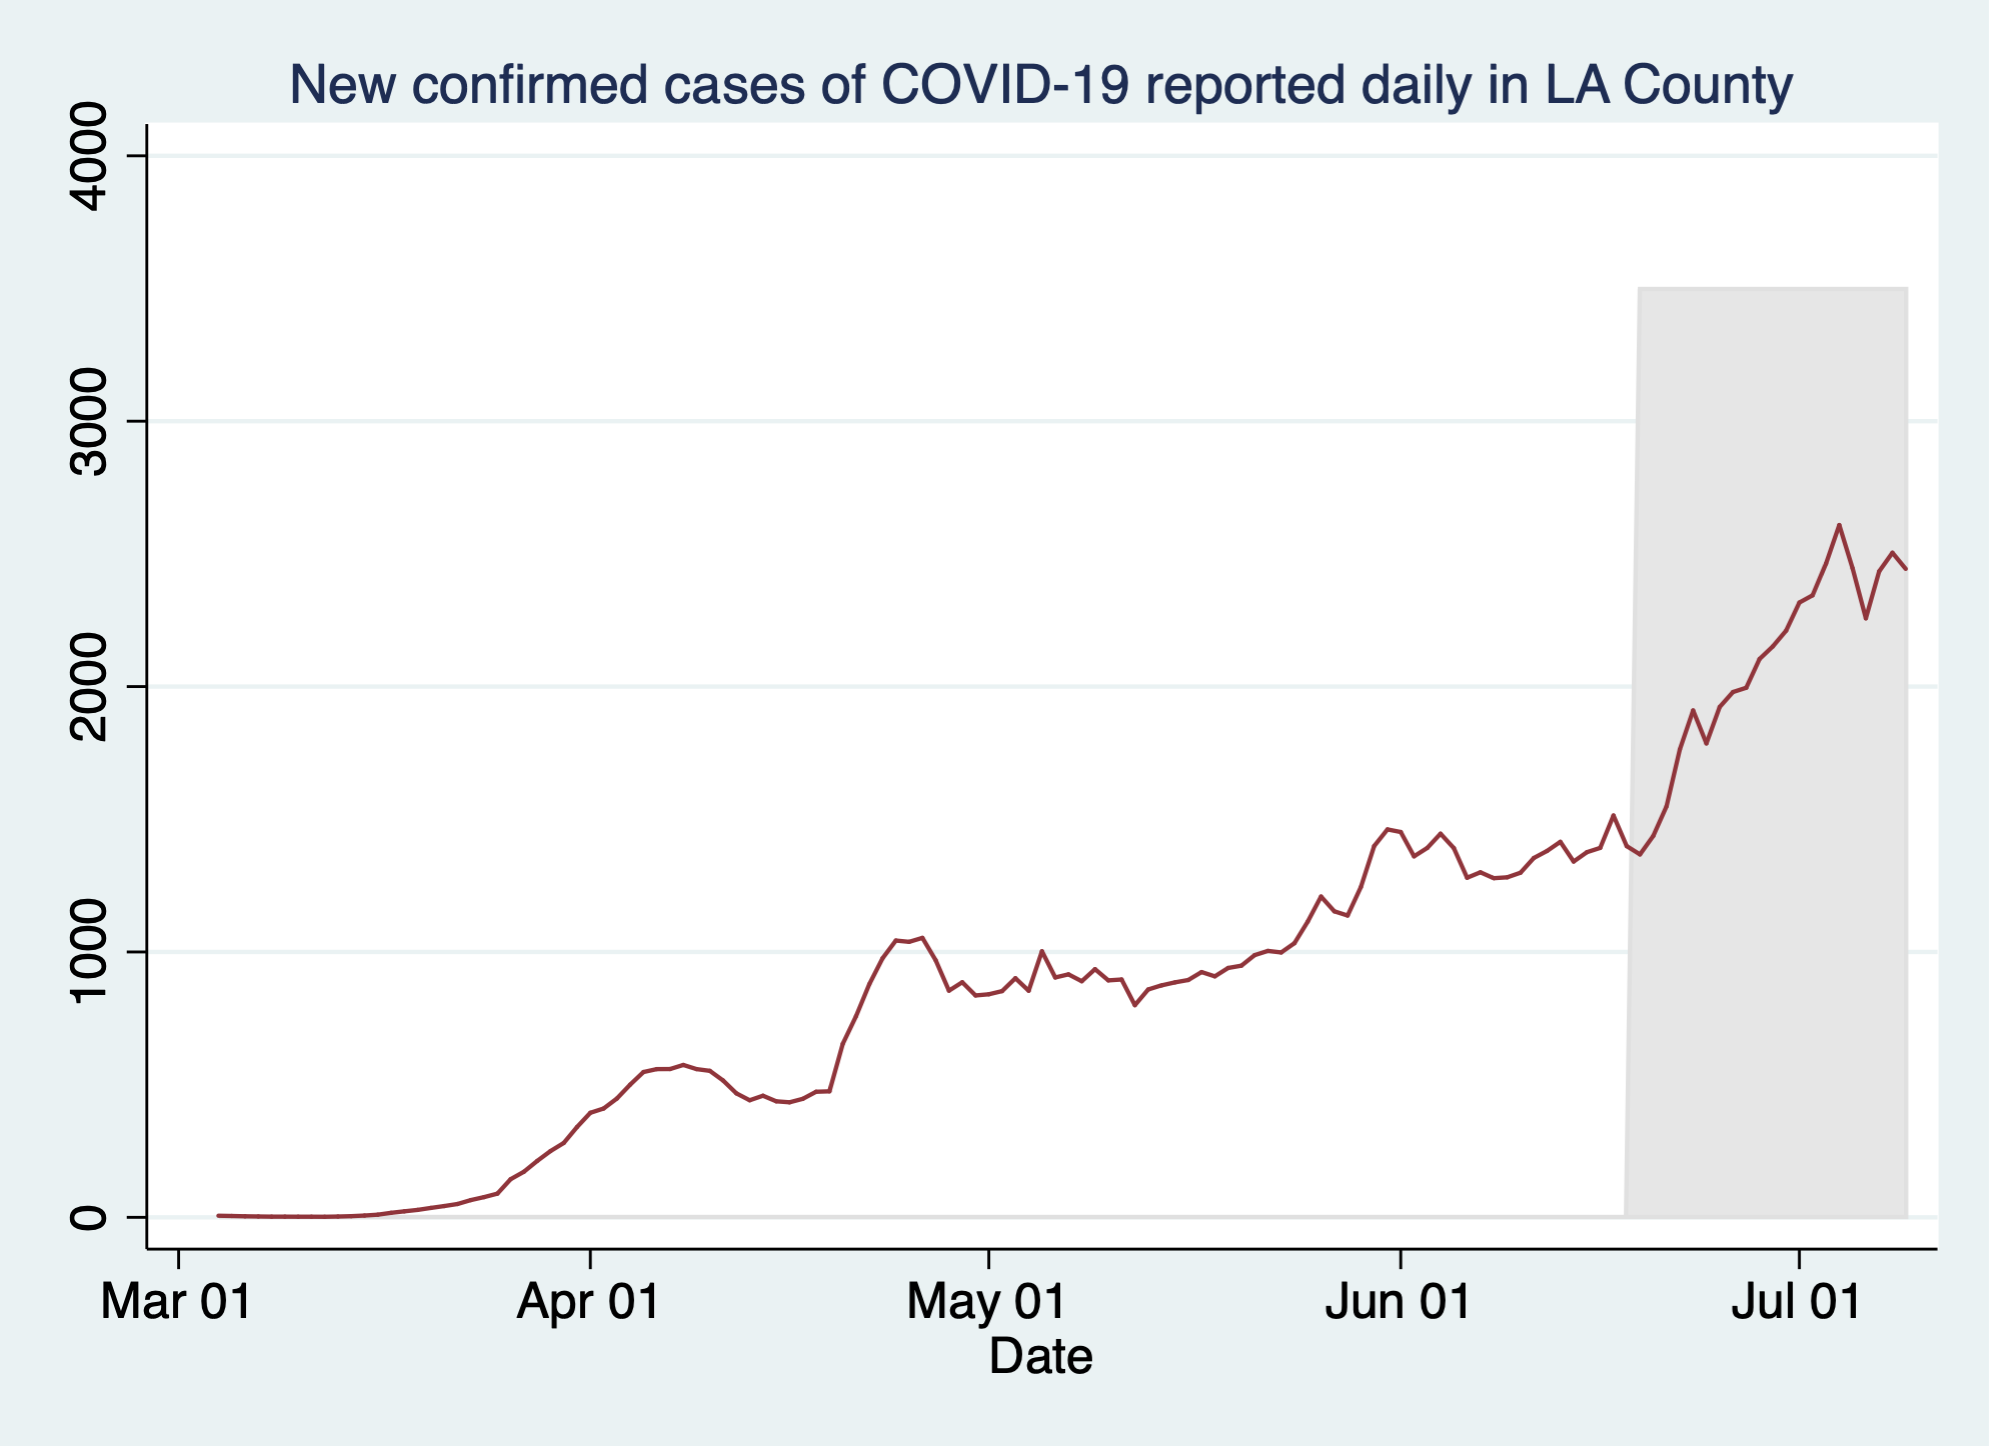 New confirmed cases of COVID-19 reported daily in LA County
4000
3000
2000
1000
0
Mar 01 Apr 01 May 01 Jun 01 Jul 01
Date